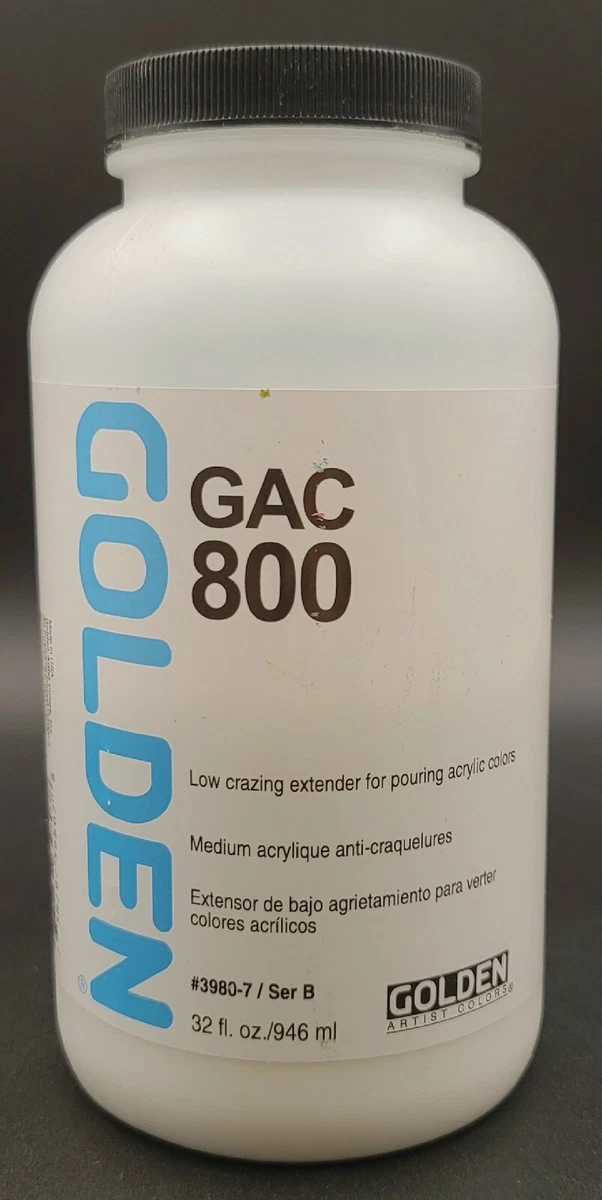 GOLDEN®
GAC
800
Low crazing extender for pouring acrylic colors
Medium acrylique anti-craquelures
Extensor de bajo agrietamiento para verter
colores acrílicos
#3980-7 / Ser B
32 fl. oz./946 ml
GOLDEN
ARTIST COLORS®